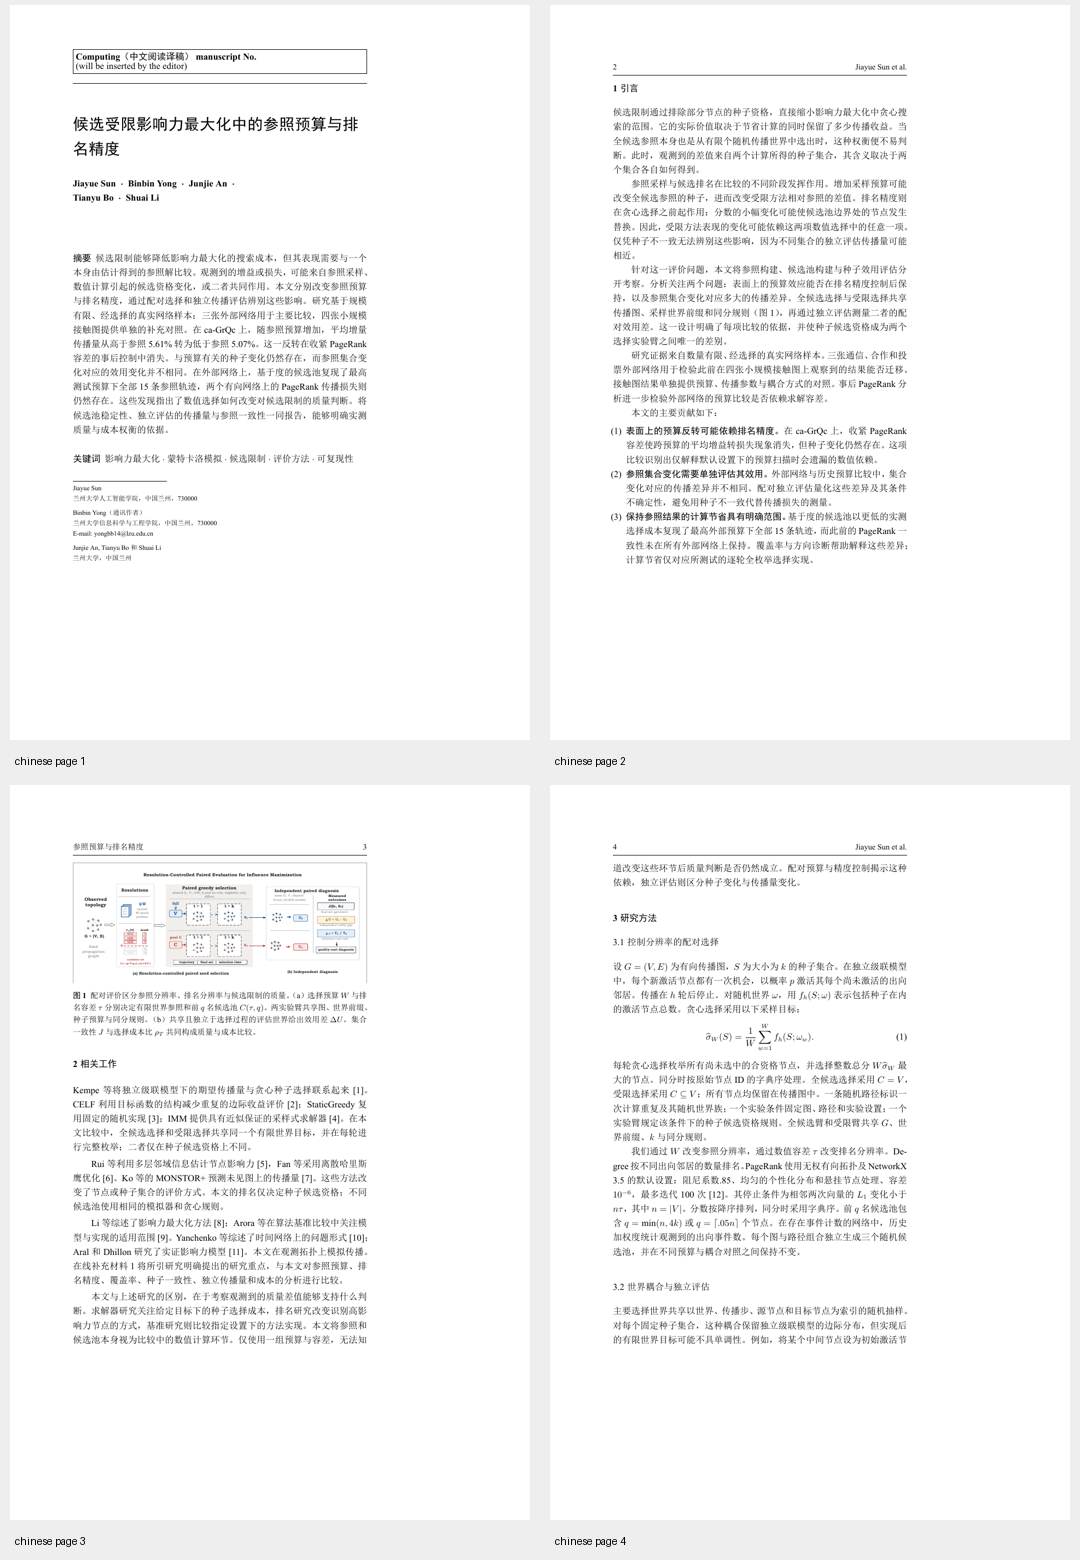 Computing（中文阅读译稿） manuscript No.
(will be inserted by the editor)
候选受限影响力最大化中的参照预算与排
名精度
Jiayue Sun · Binbin Yong · Junjie An ·
Tianyu Bo · Shuai Li
摘要 候选限制能够降低影响力最大化的搜索成本，但其表现需要与一个
本身由估计得到的参照解比较。观测到的增益或损失，可能来自参照采样、
数值计算引起的候选资格变化，或二者共同作用。本文分别改变参照预算
与排名精度，通过配对选择和独立传播评估辨别这些影响。研究基于规模
有限、经选择的真实网络样本：三张外部网络用于主要比较，四张小规模
接触图提供单独的补充对照。在 ca-GrQc 上，随参照预算增加，平均增量
传播量从高于参照 5.61% 转为低于参照 5.07%。这一反转在收紧 PageRank
容差的事后控制中消失。与预算有关的种子变化仍然存在，而参照集合变
化对应的效用变化并不相同。在外部网络上，基于度的候选池复现了最高
测试预算下全部 15 条参照轨迹，两个有向网络上的 PageRank 传播损失则
仍然存在。这些发现指出了数值选择如何改变对候选限制的质量判断。将
候选池稳定性、独立评估的传播量与参照一致性一同报告，能够明确实测
质量与成本权衡的依据。
关键词 影响力最大化 · 蒙特卡洛模拟 · 候选限制 · 评价方法 · 可复现性
Jiayue Sun
兰州大学人工智能学院，中国兰州，730000
Binbin Yong（通讯作者）
兰州大学信息科学与工程学院，中国兰州，730000
E-mail: yongbb14@lzu.edu.cn
Junjie An, Tianyu Bo 和 Shuai Li
兰州大学，中国兰州
chinese page 1
2 Jiayue Sun et al.
1 引言
候选限制通过排除部分节点的种子资格，直接缩小影响力最大化中贪心搜
索的范围。它的实际价值取决于节省计算的同时保留了多少传播收益。当
全候选参照本身也是从有限个随机传播世界中选出时，这种权衡便不易判
断。此时，观测到的差值来自两个计算所得的种子集合，其含义取决于两
个集合各自如何得到。
参照采样与候选排名在比较的不同阶段发挥作用。增加采样预算可能
改变全候选参照的种子，进而改变受限方法相对参照的差值。排名精度则
在贪心选择之前起作用：分数的小幅变化可能使候选池边界处的节点发生
替换。因此，受限方法表现的变化可能依赖这两项数值选择中的任意一项。
仅凭种子不一致无法辨别这些影响，因为不同集合的独立评估传播量可能
相近。
针对这一评价问题，本文将参照构建、候选池构建与种子效用评估分
开考察。分析关注两个问题：表面上的预算效应能否在排名精度控制后保
持，以及参照集合变化对应多大的传播差异。全候选选择与受限选择共享
传播图、采样世界前缀和同分规则（图 1），再通过独立评估测量二者的配
对效用差。这一设计明确了每项比较的依据，并使种子候选资格成为两个
选择实验臂之间唯一的差别。
研究证据来自数量有限、经选择的真实网络样本。三张通信、合作和投
票外部网络用于检验此前在四张小规模接触图上观察到的结果能否迁移。
接触图结果单独提供预算、传播参数与耦合方式的对照。事后 PageRank 分
析进一步检验外部网络的预算比较是否依赖求解容差。
本文的主要贡献如下：
(1) 表面上的预算反转可能依赖排名精度。在 ca-GrQc 上，收紧 PageRank
容差使跨预算的平均增益转损失现象消失，但种子变化仍然存在。这项
比较识别出仅解释默认设置下的预算扫描时会遗漏的数值依赖。
(2) 参照集合变化需要单独评估其效用。外部网络与历史预算比较中，集合
变化对应的传播差异并不相同。配对独立评估量化这些差异及其条件
不确定性，避免用种子不一致代替传播损失的测量。
(3) 保持参照结果的计算节省具有明确范围。基于度的候选池以更低的实测
选择成本复现了最高外部预算下全部 15 条轨迹，而此前的 PageRank 一
致性未在所有外部网络上保持。覆盖率与方向诊断帮助解释这些差异；
计算节省仅对应所测试的逐轮全枚举选择实现。
chinese page 2
参照预算与排名精度 3
Resolution-Controlled Paired Evaluation for Influence Maximization
Observed
topology
G = (V, E)
Resolutions
Paired greedy selection
Independent paired diagnosis
Measured
outcomes
quality-cost diagnosis
(a) Resolution-controlled paired seed selection
(b) Independent diagnosis
图 1 配对评价区分参照分辨率、排名分辨率与候选限制的质量。（a）选择预算 W 与排
名容差 τ 分别决定有限世界参照和前 q 名候选池 C(τ, q)。两实验臂共享图、世界前缀、
种子预算与同分规则。（b）共享且独立于选择过程的评估世界给出效用差 ΔU。集合
一致性 J 与选择成本比 ρT 共同构成质量与成本比较。
2 相关工作
Kempe 等将独立级联模型下的期望传播量与贪心种子选择联系起来 [1]。
CELF 利用目标函数的结构减少重复的边际收益评价 [2]；StaticGreedy 复
用固定的随机实现 [3]；IMM 提供具有近似保证的采样式求解器 [4]。在本
文比较中，全候选选择和受限选择共享同一个有限世界目标，并在每轮进
行完整枚举；二者仅在种子候选资格上不同。
Rui 等利用多层邻域信息估计节点影响力 [5]，Fan 等采用离散哈里斯
鹰优化 [6]。Ko 等的 MONSTOR+ 预测未见图上的传播量 [7]。这些方法改
变了节点或种子集合的评价方式。本文的排名仅决定种子候选资格；不同
候选池使用相同的模拟器和贪心规则。
Li 等综述了影响力最大化方法 [8]；Arora 等在算法基准比较中关注模
型与实现的适用范围 [9]。Yanchenko 等综述了时间网络上的问题形式 [10]；
Aral 和 Dhillon 研究了实证影响力模型 [11]。本文在观测拓扑上模拟传播。
在线补充材料 1 将所引研究明确提出的研究重点，与本文对参照预算、排
名精度、覆盖率、种子一致性、独立传播量和成本的分析进行比较。
本文与上述研究的区别，在于考察观测到的质量差值能够支持什么判
断。求解器研究关注给定目标下的种子选择成本，排名研究改变识别高影
响力节点的方式，基准研究则比较指定设置下的方法实现。本文将参照和
候选池本身视为比较中的数值计算环节。仅使用一组预算与容差，无法知
chinese page 3
4 Jiayue Sun et al.
道改变这些环节后质量判断是否仍然成立。配对预算与精度控制揭示这种
依赖，独立评估则区分种子变化与传播量变化。
3 研究方法
3.1 控制分辨率的配对选择
设 G = (V, E) 为有向传播图，S 为大小为 k 的种子集合。在独立级联模型
中，每个新激活节点都有一次机会，以概率 p 激活其每个尚未激活的出向
邻居。传播在 h 轮后停止。对随机世界 ω，用 fh(S; ω) 表示包括种子在内
的激活节点总数。贪心选择采用以下采样目标：
σ̂W(S) = 1/W ∑w=1W fh(S; ωw). (1)
每轮贪心选择枚举所有尚未选中的合资格节点，并选择整数总分 Wσ̂W 最
大的节点。同分时按原始节点 ID 的字典序处理。全候选选择采用 C = V，
受限选择采用 C ⊆ V；所有节点均保留在传播图中。一条随机路径标识一
次计算重复及其随机世界族；一个实验条件固定图、路径和实验设置；一个
实验臂规定该条件下的种子候选资格规则。全候选臂和受限臂共享 G、世
界前缀、k 与同分规则。
我们通过 W 改变参照分辨率，通过数值容差 τ 改变排名分辨率。De-
gree 按不同出向邻居的数量排名。PageRank 使用无权有向拓扑及 NetworkX
3.5 的默认设置：阻尼系数.85、均匀的个性化分布和悬挂节点处理、容差
10−6，最多迭代 100 次 [12]。其停止条件为相邻两次向量的 L1 变化小于
nτ，其中 n = |V|。分数按降序排列，同分时采用字典序。前 q 名候选池包
含 q = min(n, 4k) 或 q = ⌈.05n⌉ 个节点。在存在事件计数的网络中，历史
加权度统计观测到的出向事件数。每个图与路径组合独立生成三个随机候
选池，并在不同预算与耦合对照之间保持不变。
3.2 世界耦合与独立评估
主要选择世界共享以世界、传播步、源节点和目标节点为索引的随机抽样。
对每个固定种子集合，这种耦合保留独立级联模型的边际分布，但实现后
的有限世界目标可能不具单调性。例如，将某个中间节点设为初始激活节
chinese page 4